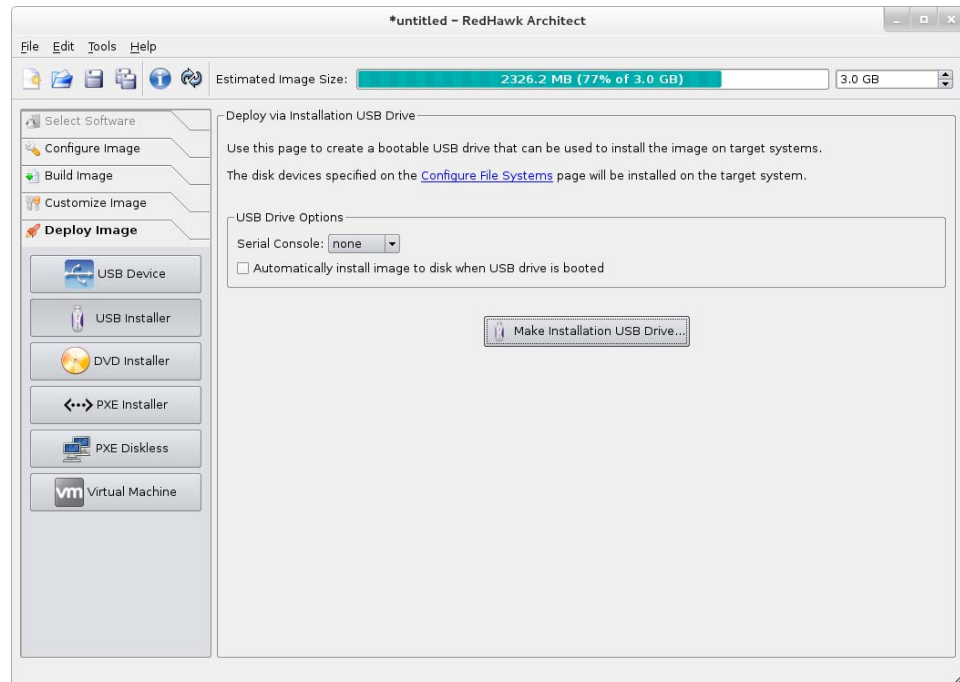 *untitled – RedHawk Architect
File Edit Tools Help
Estimated Image Size: 2326.2 MB (77% of 3.0 GB) 3.0 GB
Select Software
Configure Image
Build Image
Customize Image
Deploy Image
USB Device
USB Installer
DVD Installer
PXE Installer
PXE Diskless
vm Virtual Machine
Deploy via Installation USB Drive
Use this page to create a bootable USB drive that can be used to install the image on target systems.
The disk devices specified on the Configure File Systems page will be installed on the target system.
USB Drive Options
Serial Console: none
Automatically install image to disk when USB drive is booted
Make Installation USB Drive...